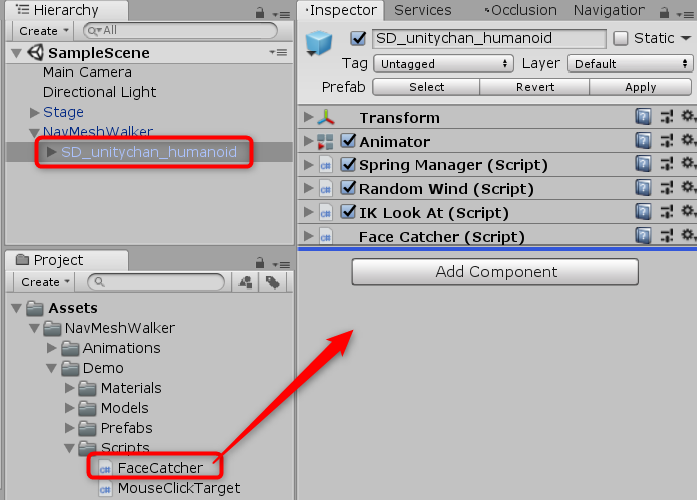 Hierarchy
Create
All
SampleScene
Main Camera
Directional Light
Stage
NavMeshWalker
SD_unitychan_humanoid
Project
Create
Assets
NavMeshWalker
Animations
Demo
Materials
Models
Prefabs
Scripts
FaceCatcher
MouseClickTarget
Inspector Services Occlusion Navigation
SD_unitychan_humanoid Static
Tag Untagged Layer Default
Prefab Select Revert Apply
Transform
Animator
Spring Manager (Script)
Random Wind (Script)
IK Look At (Script)
Face Catcher (Script)
Add Component